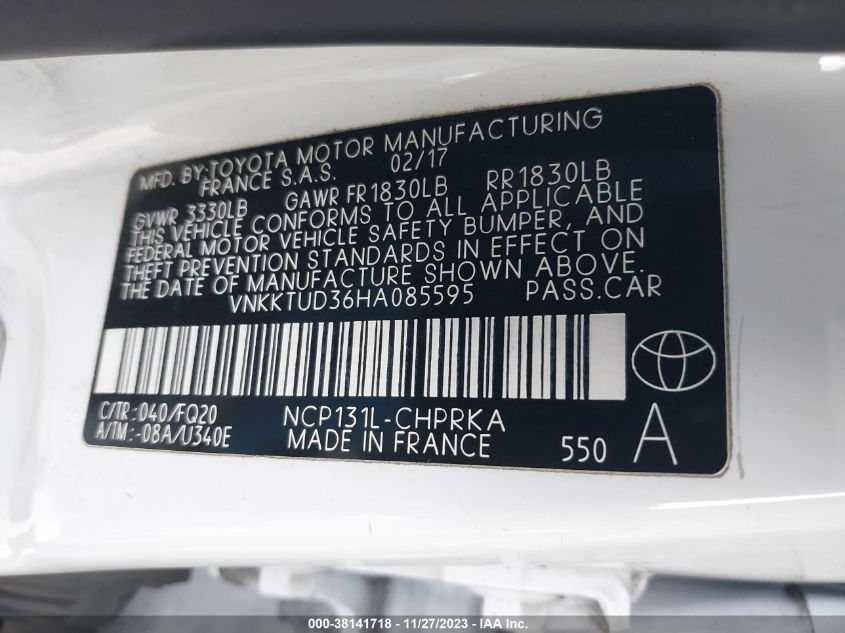 MFD. BY:TOYOTA MOTOR MANUFACTURING
FRANCE S.A.S. 02/17
GVWR 3330LB GAWR FR1830LB RR1830LB
THIS VEHICLE CONFORMS TO ALL APPLICABLE
FEDERAL MOTOR VEHICLE SAFETY BUMPER, AND
THEFT PREVENTION STANDARDS IN EFFECT ON
THE DATE OF MANUFACTURE SHOWN ABOVE.
VNKKTUD36HA085595 PASS.CAR
C/TR: 040/FQ20 NCP131L-CHPRKA
A/TM: -08A/U340E MADE IN FRANCE 550 A
000-38141718 - 11/27/2023 - IAA Inc.